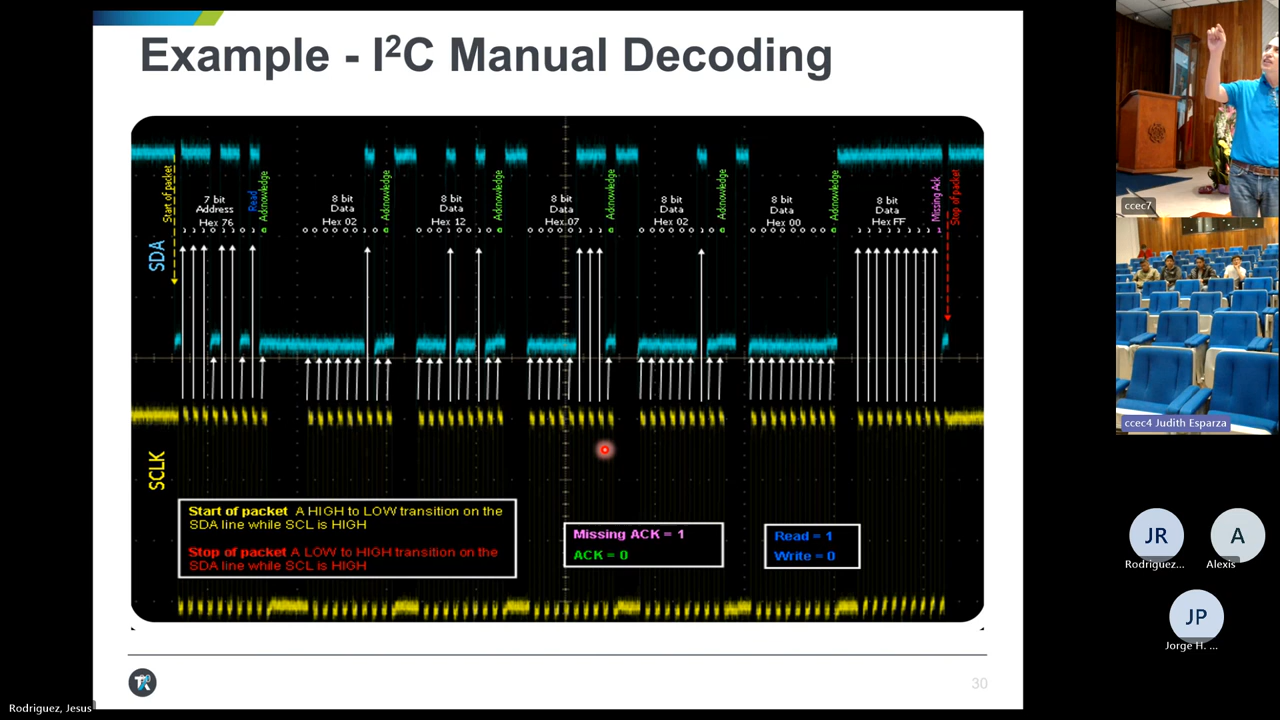 Example - I²C Manual Decoding
Start of packet
7 bit
Address
Hex 76
Read
Acknowledge
8 bit
Data
Hex 02
Acknowledge
8 bit
Data
Hex 12
Acknowledge
8 bit
Data
Hex 07
Acknowledge
8 bit
Data
Hex 02
Acknowledge
8 bit
Data
Hex 00
Acknowledge
8 bit
Data
Hex FF
Missing Ack
Stop of packet
SDA
SCLK
Start of packet A HIGH to LOW transition on the
SDA line while SCL is HIGH
Stop of packet A LOW to HIGH transition on the
SDA line while SCL is HIGH
Missing ACK = 1
ACK = 0
Read = 1
Write = 0
30
Rodriguez, Jesus
ccec7
ccec4 Judith Esparza
JR
Rodriguez...
A
Alexis
JP
Jorge H. ...